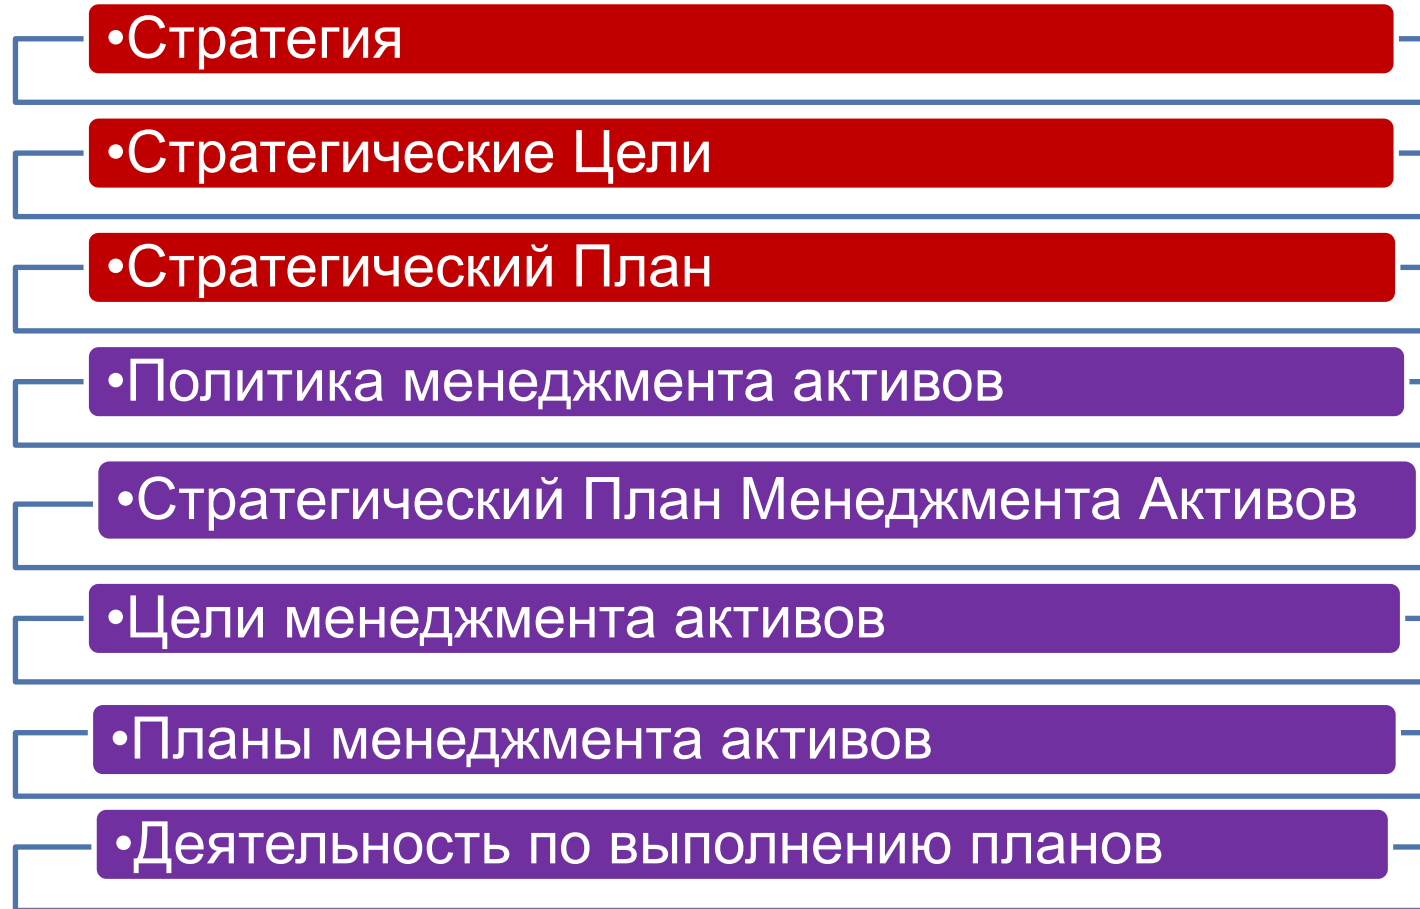 •Стратегия
•Стратегические Цели
•Стратегический План
•Политика менеджмента активов
•Стратегический План Менеджмента Активов
•Цели менеджмента активов
•Планы менеджмента активов
•Деятельность по выполнению планов